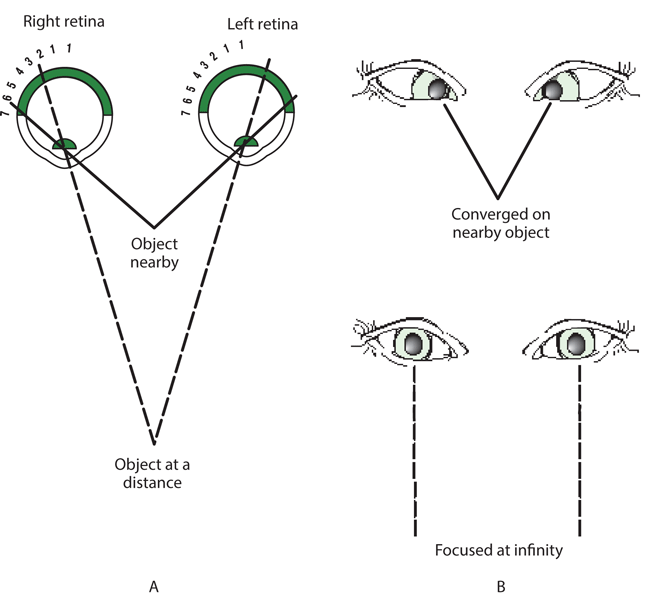 Right retina
Left retina
7 6 5 4 3 2 1 1
7 6 5 4 3 2 1 1
Object
nearby
Converged on
nearby object
Object at a
distance
Focused at infinity
A
B